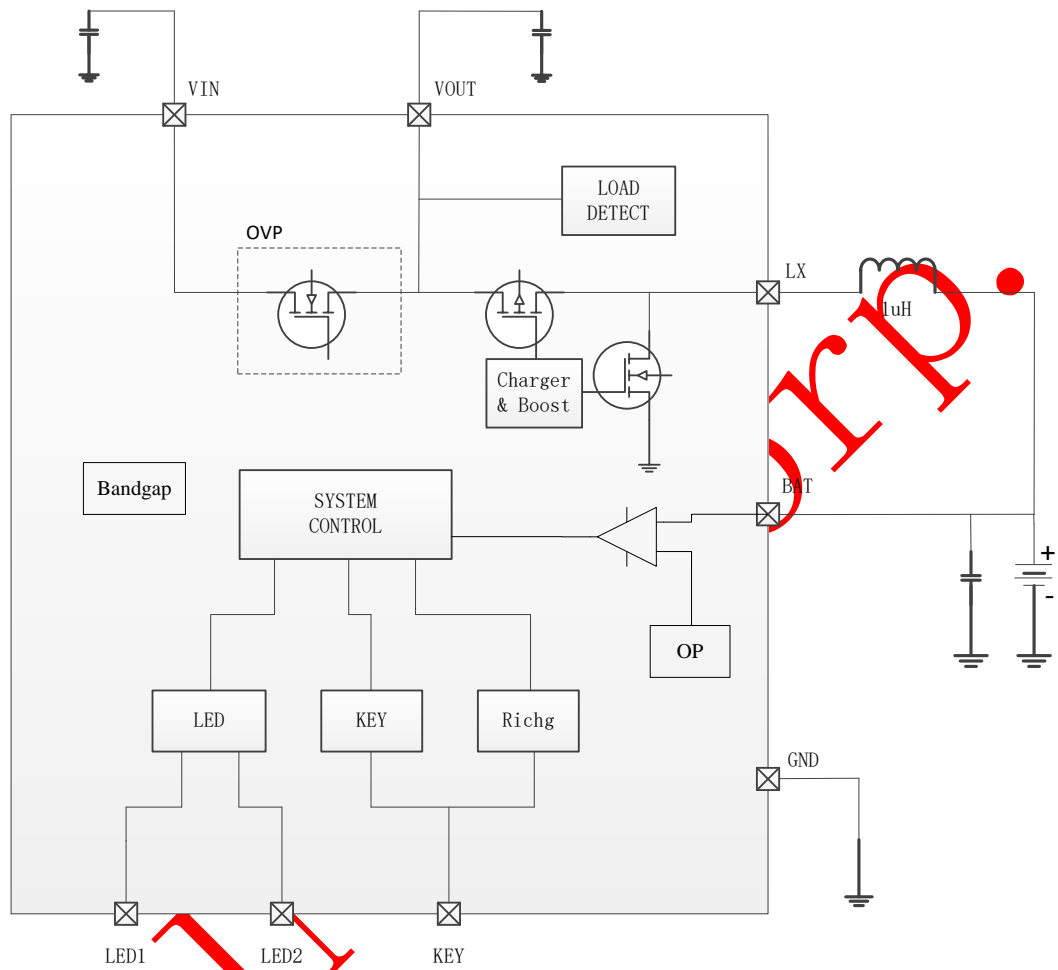 VIN
VOUT
LOAD
DETECT
OVP
LX
1uH
Charger
& Boost
orp.
Bandgap
SYSTEM
CONTROL
BAT
+
-
OP
LED
KEY
Richg
GND
LED1
LED2
KEY